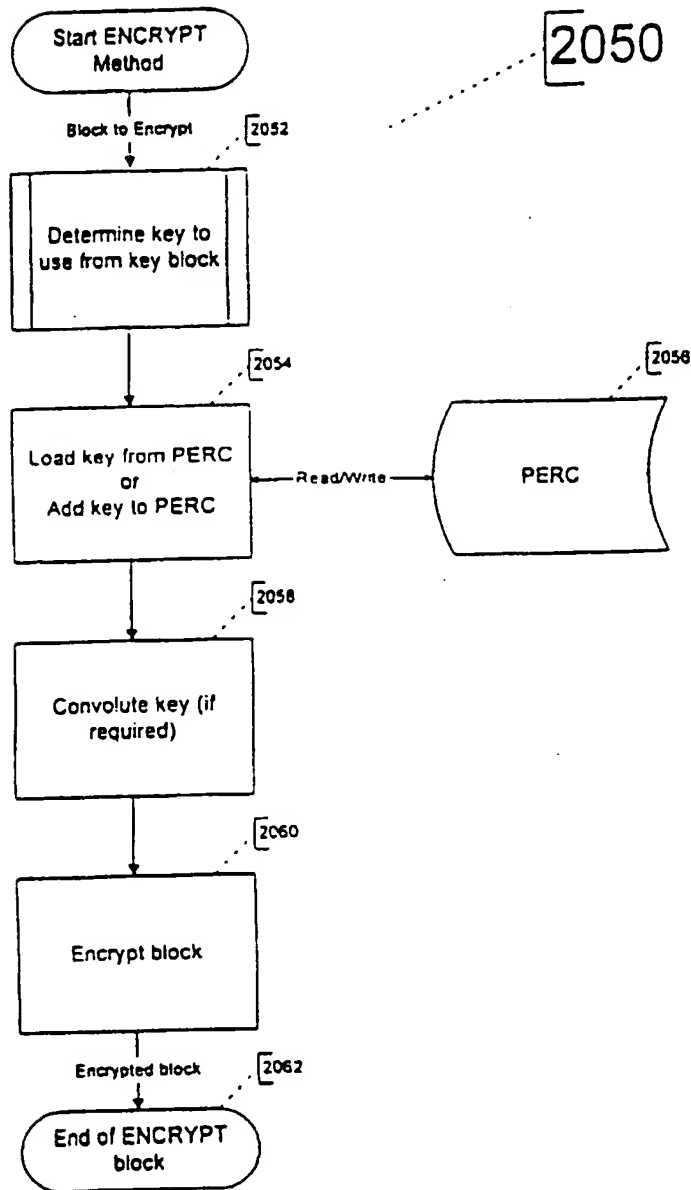 Start ENCRYPT
Method
2050
Block to Encrypt
2052
Determine key to
use from key block
2054
2056
Load key from PERC
or
Add key to PERC
Read/Write
PERC
2058
Convolute key (if
required)
2060
Encrypt block
Encrypted block
2062
End of ENCRYPT
block